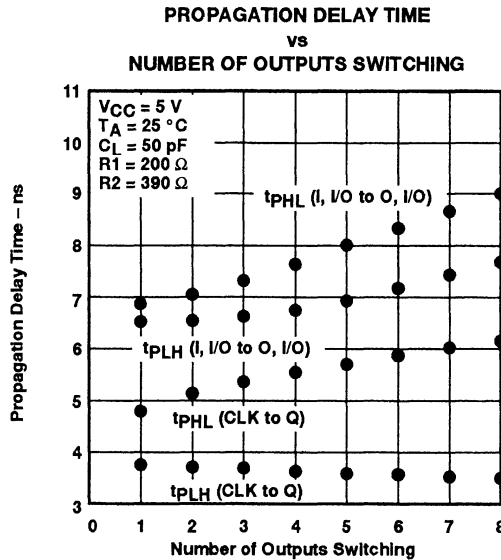 PROPAGATION DELAY TIME
vs
NUMBER OF OUTPUTS SWITCHING
Propagation Delay Time – ns
11
10
9
8
7
6
5
4
3
VCC = 5 V
TA = 25 °C
CL = 50 pF
R1 = 200 Ω
R2 = 390 Ω
tPHL (I, I/O to O, I/O)
tPLH (I, I/O to O, I/O)
tPHL (CLK to Q)
tPLH (CLK to Q)
0 1 2 3 4 5 6 7 8
Number of Outputs Switching